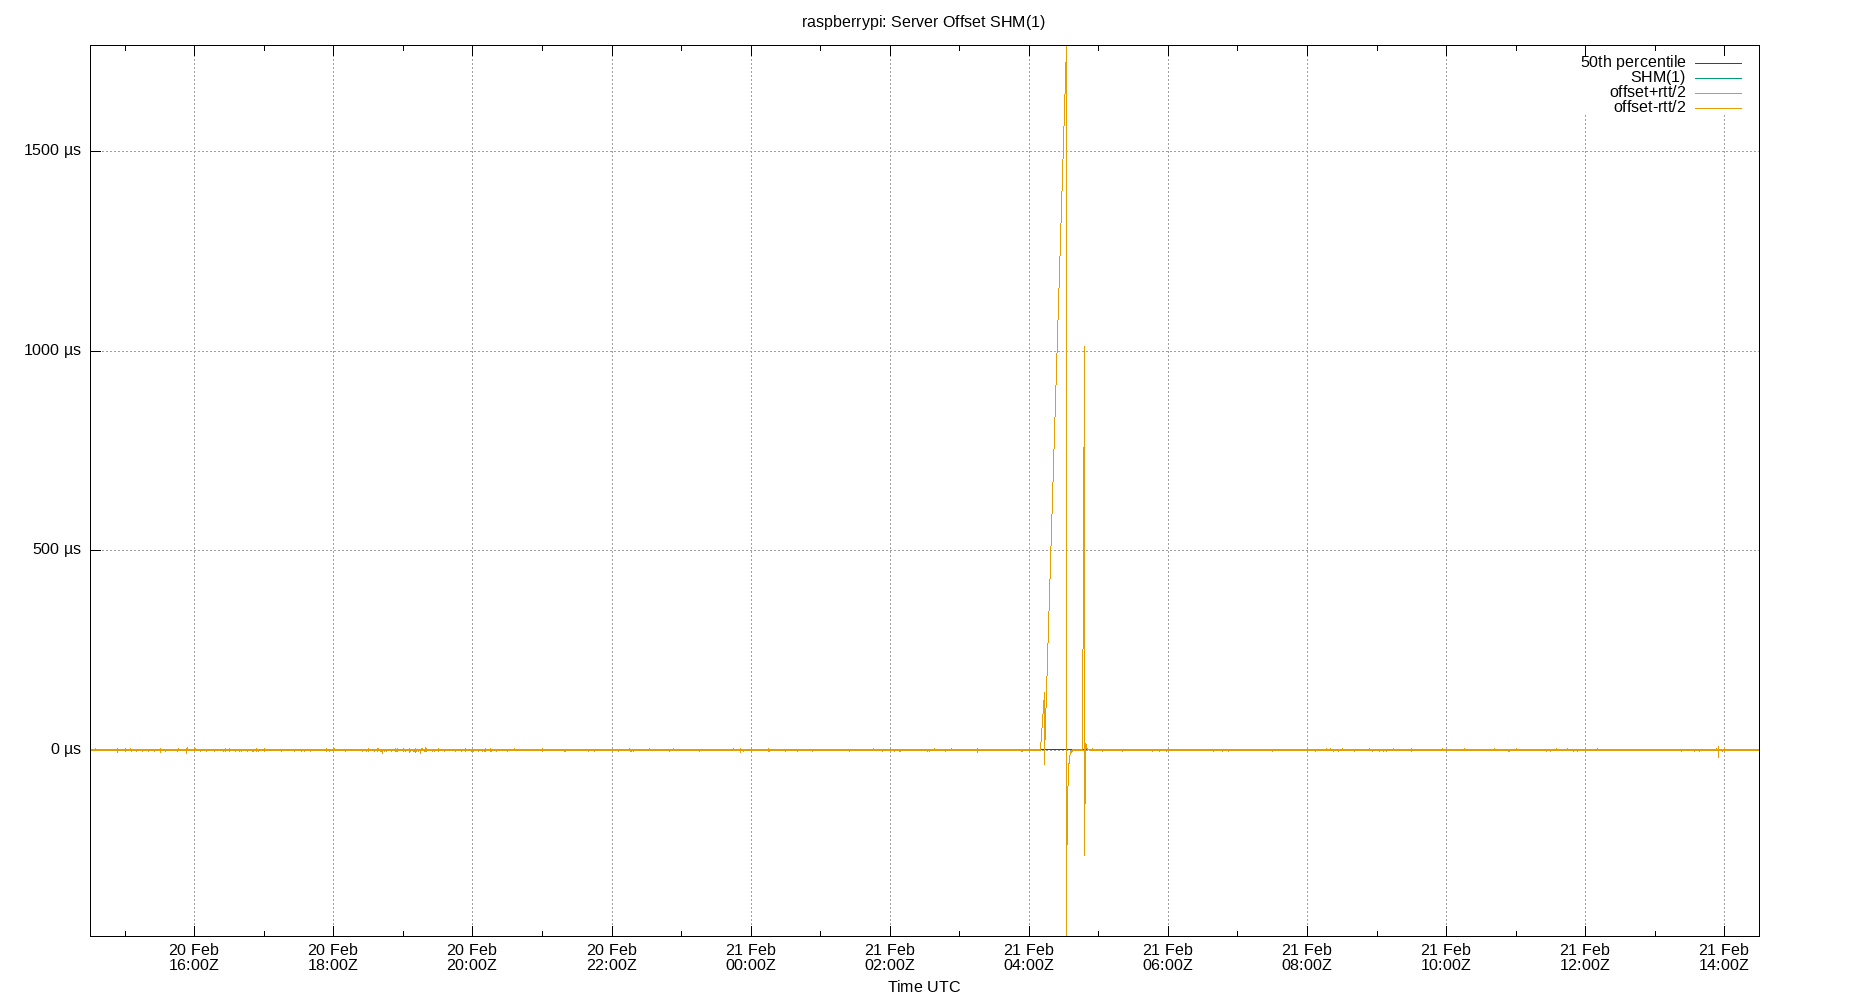 raspberrypi: Server Offset SHM(1)
50th percentile
SHM(1)
offset+rtt/2
offset-rtt/2
1500 µs
1000 µs
500 µs
0 µs
20 Feb 20 Feb 20 Feb 20 Feb 21 Feb 21 Feb 21 Feb 21 Feb 21 Feb 21 Feb 21 Feb 21 Feb
16:00Z 18:00Z 20:00Z 22:00Z 00:00Z 02:00Z 04:00Z 06:00Z 08:00Z 10:00Z 12:00Z 14:00Z
Time UTC